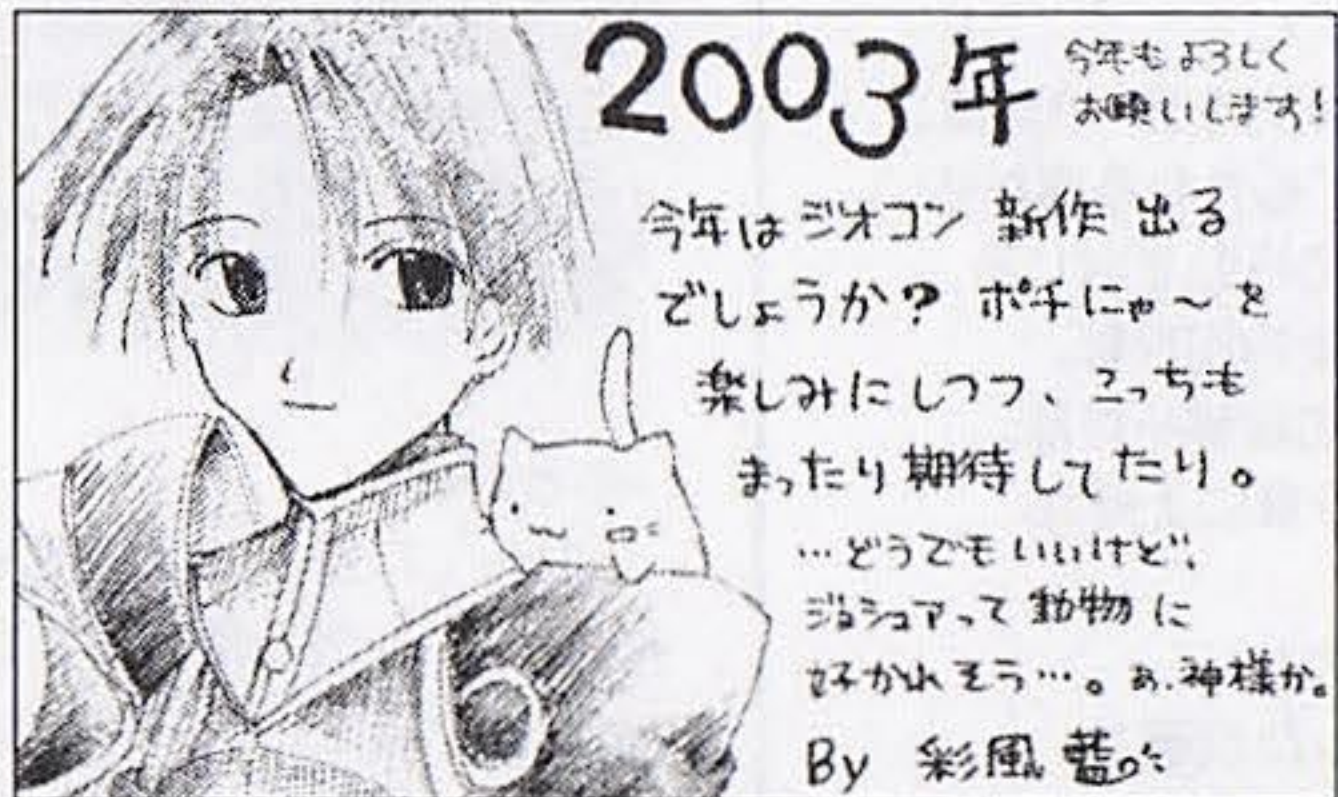 2003年
今年もよろしく
お願いします!
今年はジオコン 新作 出る
でしょうか? ポチにゃ~を
楽しみにしつつ、こっちも
まったり期待してたり。
…どうでもいいけど、
ジョシュアって動物に
好かれそう…。あ、神様か。
By 彩風 藍